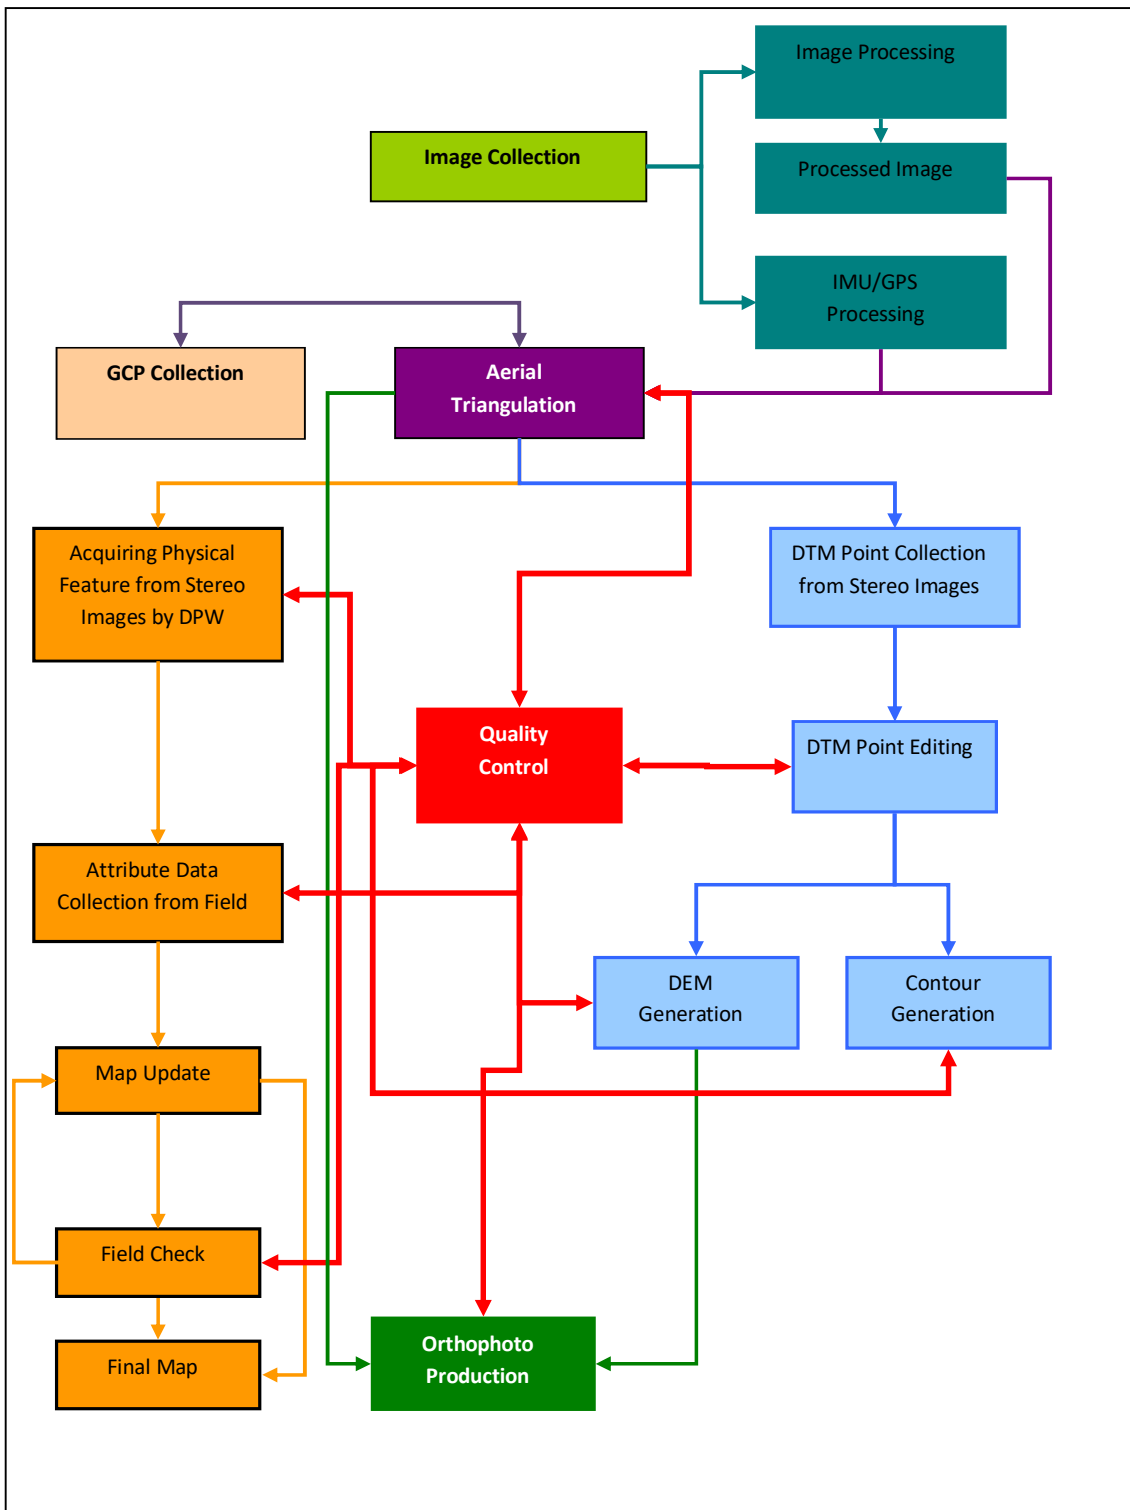 Image Processing
Image Collection
Processed Image
IMU/GPS
Processing
GCP Collection
Aerial
Triangulation
Acquiring Physical
Feature from Stereo
Images by DPW
DTM Point Collection
from Stereo Images
Quality
Control
DTM Point Editing
Attribute Data
Collection from Field
DEM
Generation
Contour
Generation
Map Update
Field Check
Orthophoto
Production
Final Map